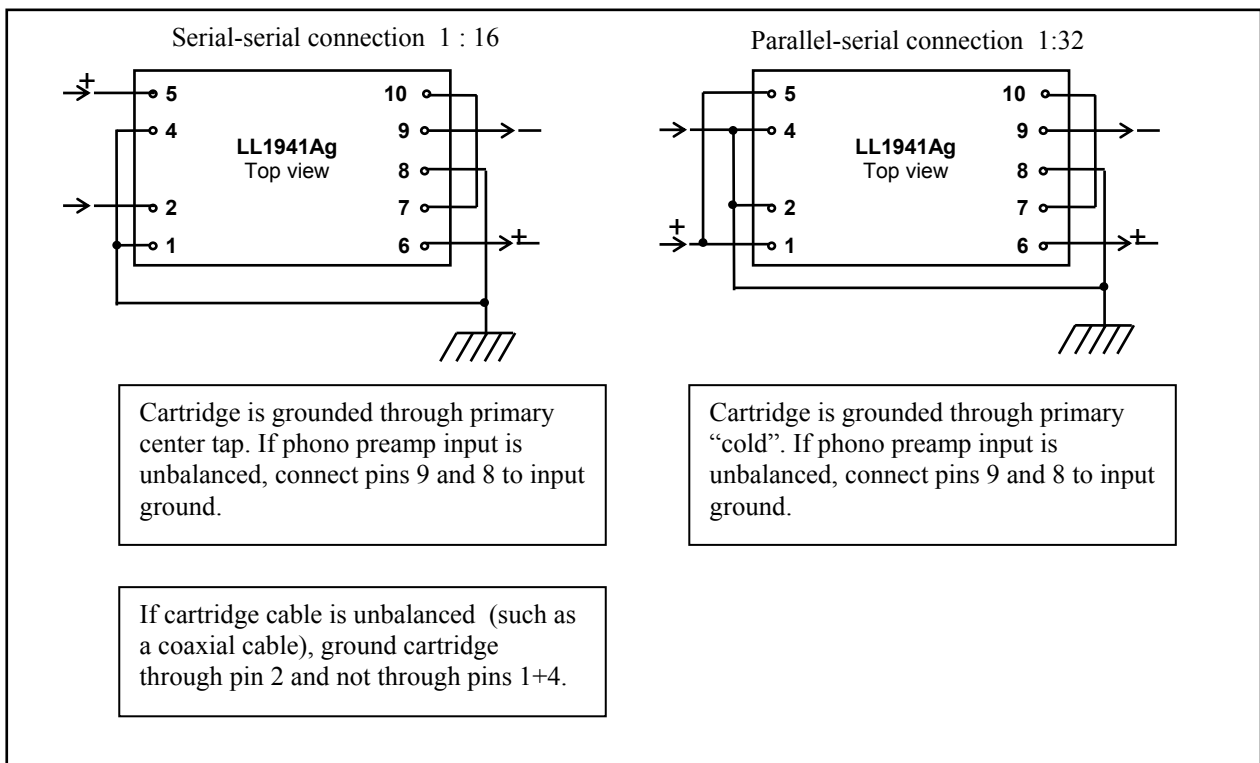 Serial-serial connection 1 : 16
+
5
4
2
1
LL1941Ag
Top view
10
9
8
7
6
+
Parallel-serial connection 1:32
+
5
4
2
1
LL1941Ag
Top view
10
9
8
7
6
+
Cartridge is grounded through primary
center tap. If phono preamp input is
unbalanced, connect pins 9 and 8 to input
ground.
Cartridge is grounded through primary
“cold”. If phono preamp input is
unbalanced, connect pins 9 and 8 to input
ground.
If cartridge cable is unbalanced (such as
a coaxial cable), ground cartridge
through pin 2 and not through pins 1+4.